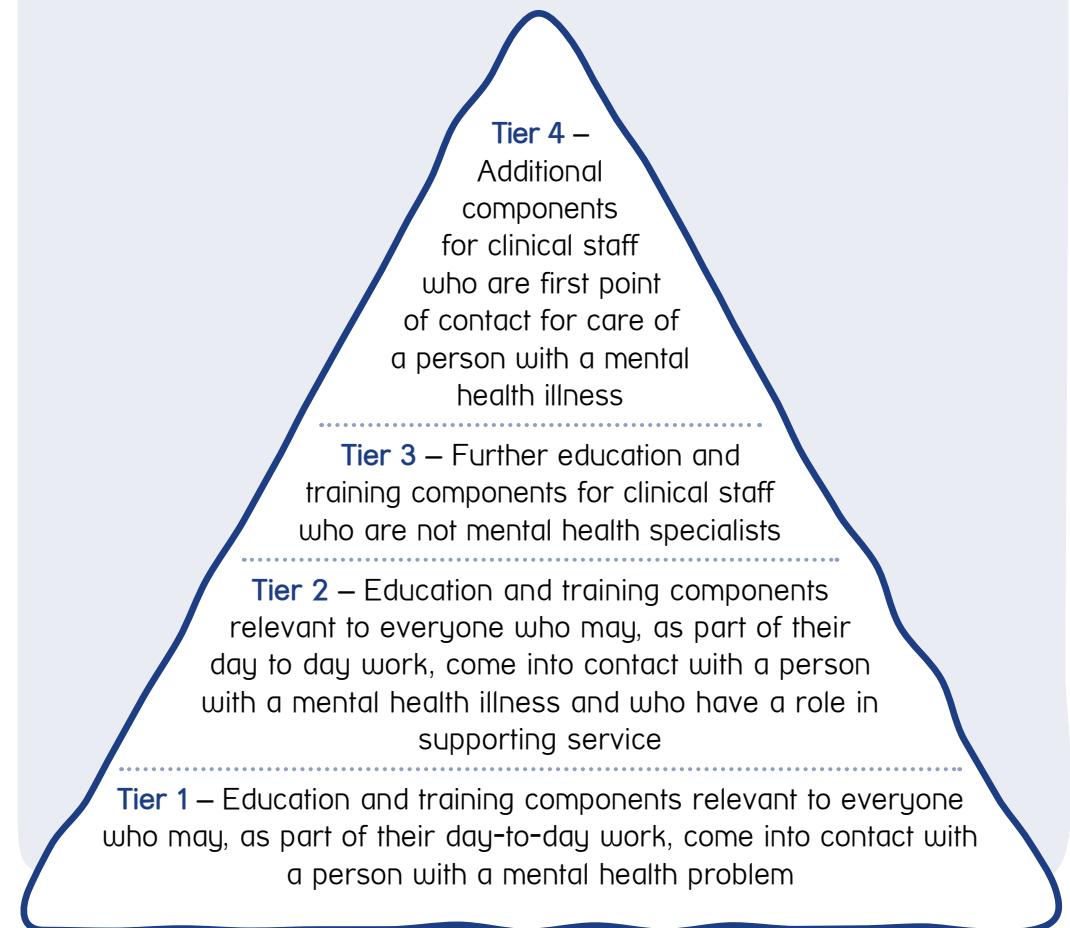 Tier 4 –
Additional
components
for clinical staff
who are first point
of contact for care of
a person with a mental
health illness
Tier 3 – Further education and
training components for clinical staff
who are not mental health specialists
Tier 2 – Education and training components
relevant to everyone who may, as part of their
day to day work, come into contact with a person
with a mental health illness and who have a role in
supporting service
Tier 1 – Education and training components relevant to everyone
who may, as part of their day-to-day work, come into contact with
a person with a mental health problem